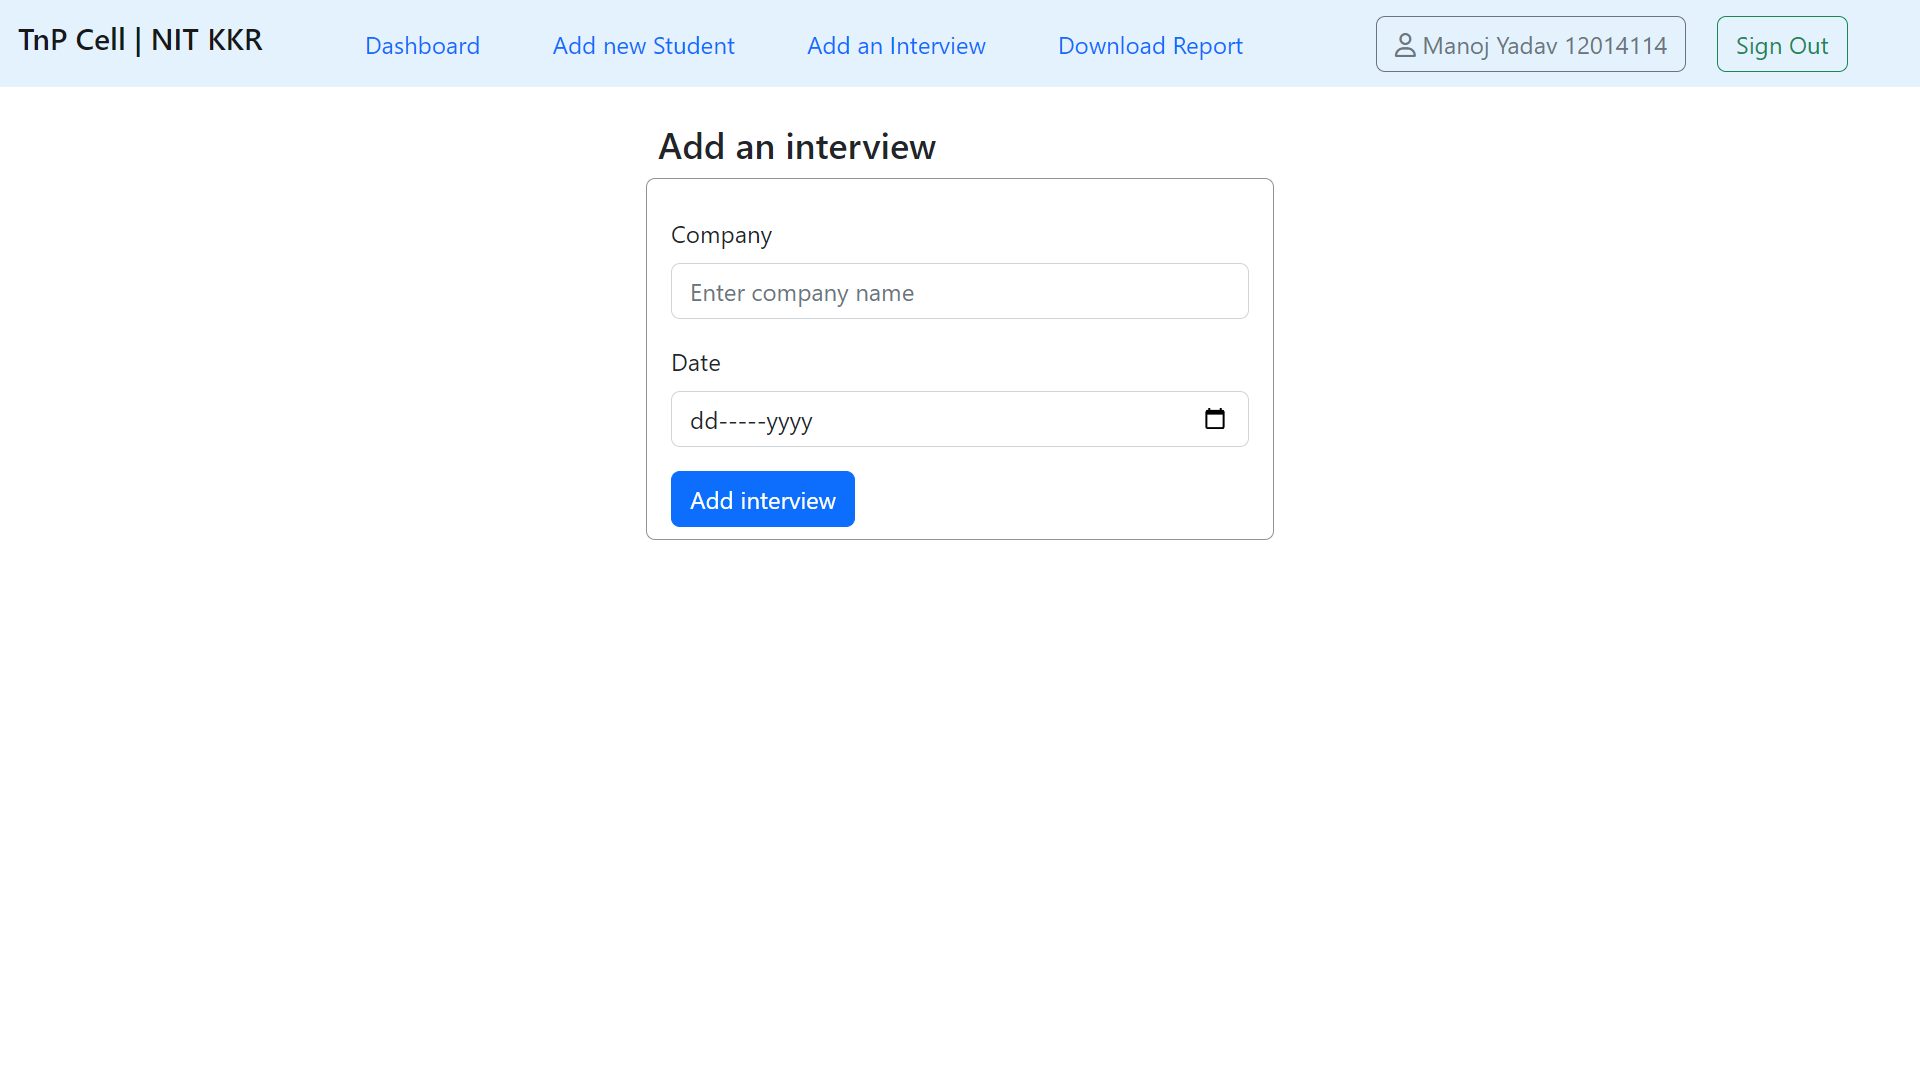 TnP Cell | NIT KKR Dashboard Add new Student Add an Interview Download Report Manoj Yadav 12014114 Sign Out
Add an interview
Company
Enter company name
Date
dd-----yyyy
Add interview